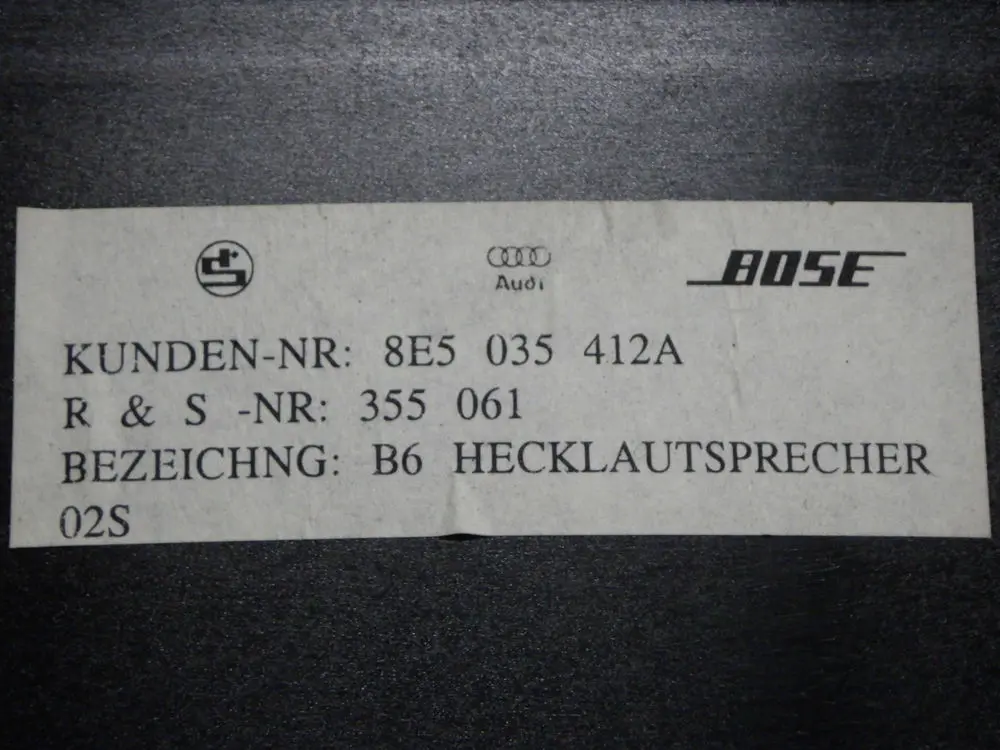 Audi BOSE
KUNDEN-NR: 8E5 035 412A
R & S -NR: 355 061
BEZEICHNG: B6 HECKLAUTSPRECHER
02S